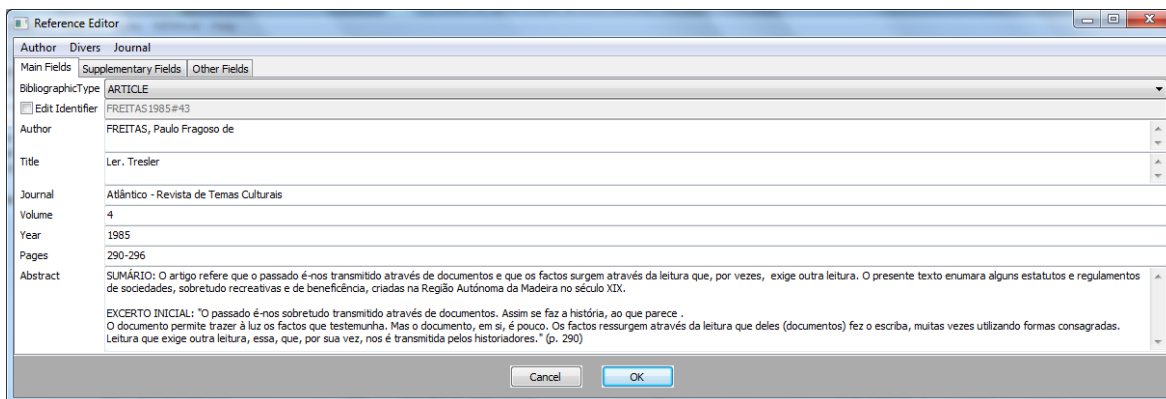 Reference Editor
Author Divers Journal
Main Fields Supplementary Fields Other Fields
BibliographicType ARTICLE
Edit Identifier FREITAS1985#43
Author FREITAS, Paulo Fragoso de
Title Ler. Tresler
Journal Atlântico - Revista de Temas Culturais
Volume 4
Year 1985
Pages 290-296
Abstract SUMÁRIO: O artigo refere que o passado é-nos transmitido através de documentos e que os factos surgem através da leitura que, por vezes, exige outra leitura. O presente texto enumara alguns estatutos e regulamentos
de sociedades, sobretudo recreativas e de beneficência, criadas na Região Autónoma da Madeira no século XIX.
EXCERTO INICIAL: "O passado é-nos sobretudo transmitido através de documentos. Assim se faz a história, ao que parece .
O documento permite trazer à luz os factos que testemunha. Mas o documento, em si, é pouco. Os factos ressurgem através da leitura que deles (documentos) fez o escriba, muitas vezes utilizando formas consagradas.
Leitura que exige outra leitura, essa, que, por sua vez, nos é transmitida pelos historiadores." (p. 290)
Cancel OK